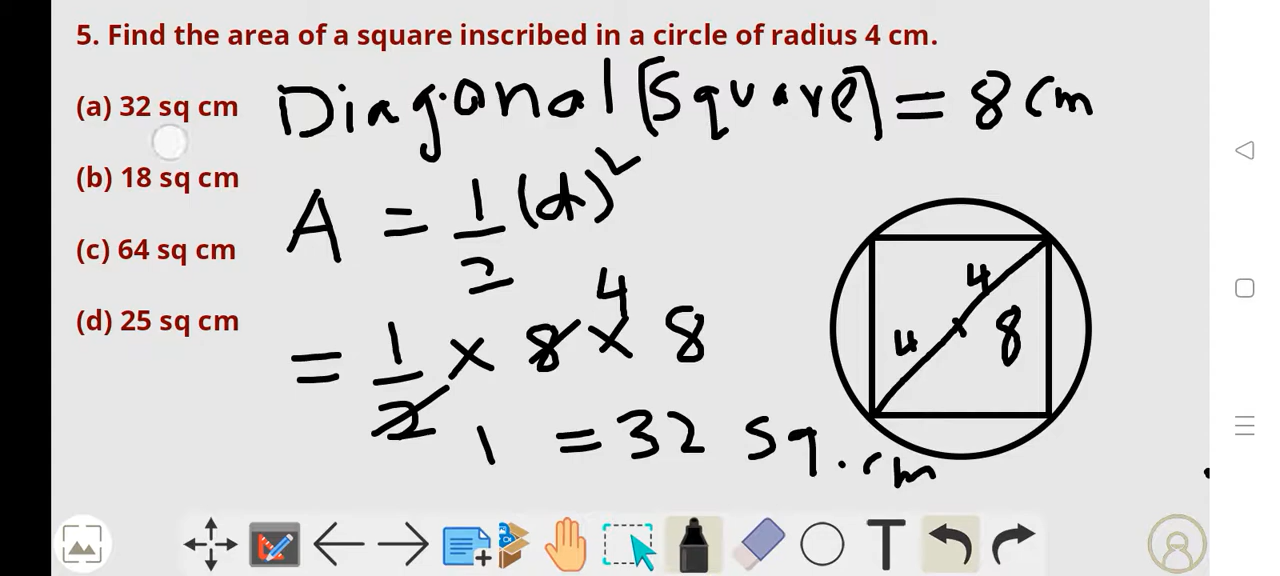 5. Find the area of a square inscribed in a circle of radius 4 cm.
(a) 32 sq cm
Diagonal [Square] = 8 cm
(b) 18 sq cm
A = 1/2 (d)²
(c) 64 sq cm
4
= 1/2 × 8 × 8
(d) 25 sq cm
1 = 32 sq. cm
4
4
8
T